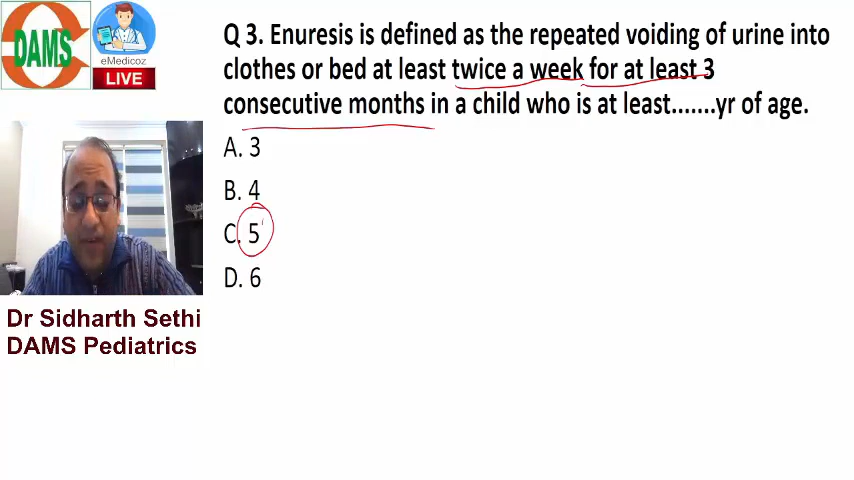 DAMS
eMedicoz
LIVE
Q 3. Enuresis is defined as the repeated voiding of urine into
clothes or bed at least twice a week for at least 3
consecutive months in a child who is at least.......yr of age.
A. 3
B. 4
C. 5
D. 6
Dr Sidharth Sethi
DAMS Pediatrics